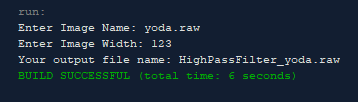 run:
Enter Image Name: yoda.raw
Enter Image Width: 123
Your output file name: HighPassFilter_yoda.raw
BUILD SUCCESSFUL (total time: 6 seconds)